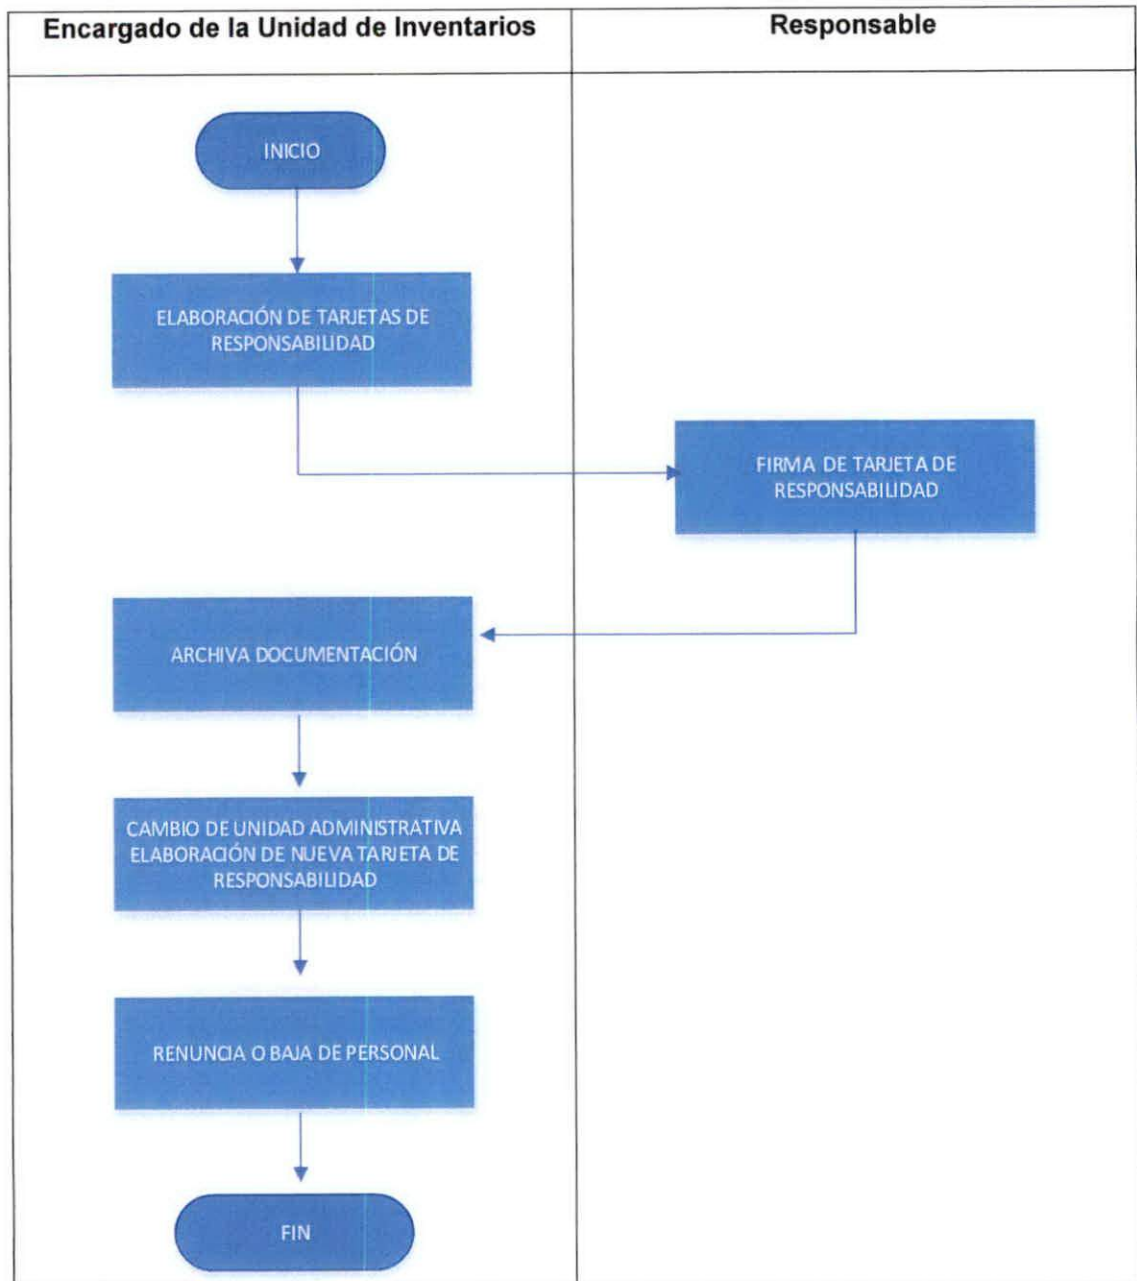 Encargado de la Unidad de Inventarios
Responsable
INICIO
ELABORACIÓN DE TARJETAS DE
RESPONSABILIDAD
FIRMA DE TARJETA DE
RESPONSABILIDAD
ARCHIVA DOCUMENTACIÓN
CAMBIO DE UNIDAD ADMINISTRATIVA
ELABORACIÓN DE NUEVA TARJETA DE
RESPONSABILIDAD
RENUNCIA O BAJA DE PERSONAL
FIN